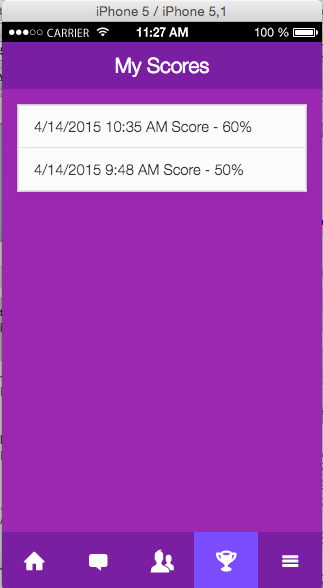 iPhone 5 / iPhone 5,1
CARRIER 11:27 AM 100 %
My Scores
4/14/2015 10:35 AM Score - 60%
4/14/2015 9:48 AM Score - 50%